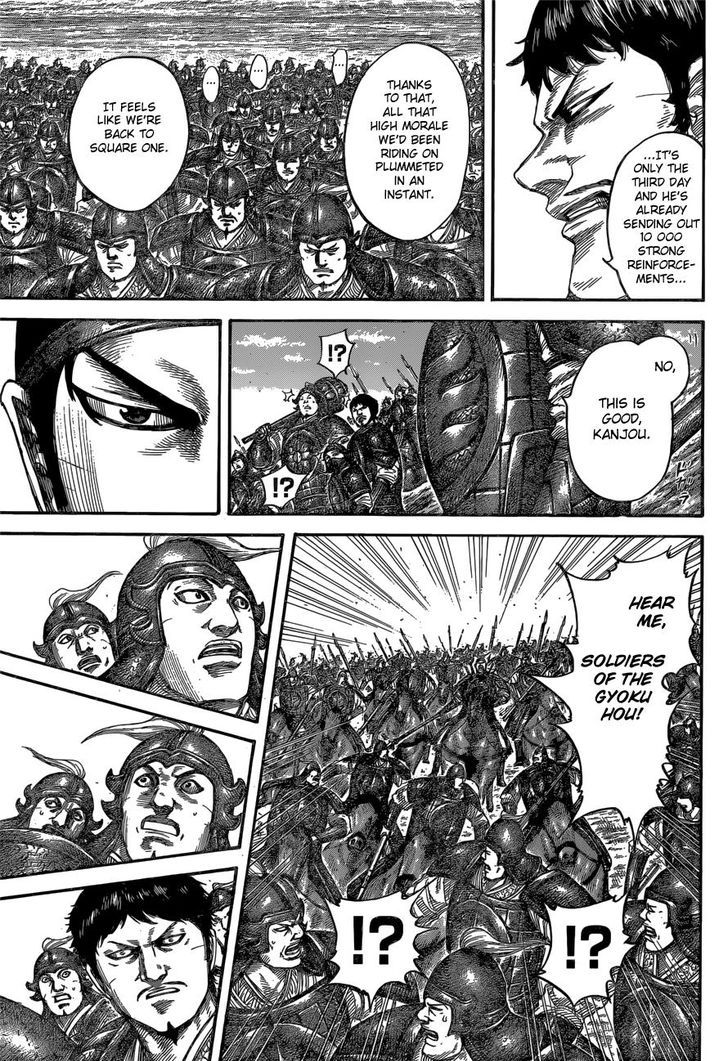 ...IT'S
ONLY THE
THIRD DAY
AND HE'S
ALREADY
SENDING OUT
10 000
STRONG
REINFORCE-
MENTS...
THANKS
TO THAT,
ALL THAT
HIGH MORALE
WE'D BEEN
RIDING ON
PLUMMETED
IN AN
INSTANT.
...
...
...
IT FEELS
LIKE WE'RE
BACK TO
SQUARE ONE.
NO,
THIS IS
GOOD,
KANJOU.
!?
!?
HEAR
ME,
SOLDIERS
OF THE
GYOKU
HOU!
!?
!?